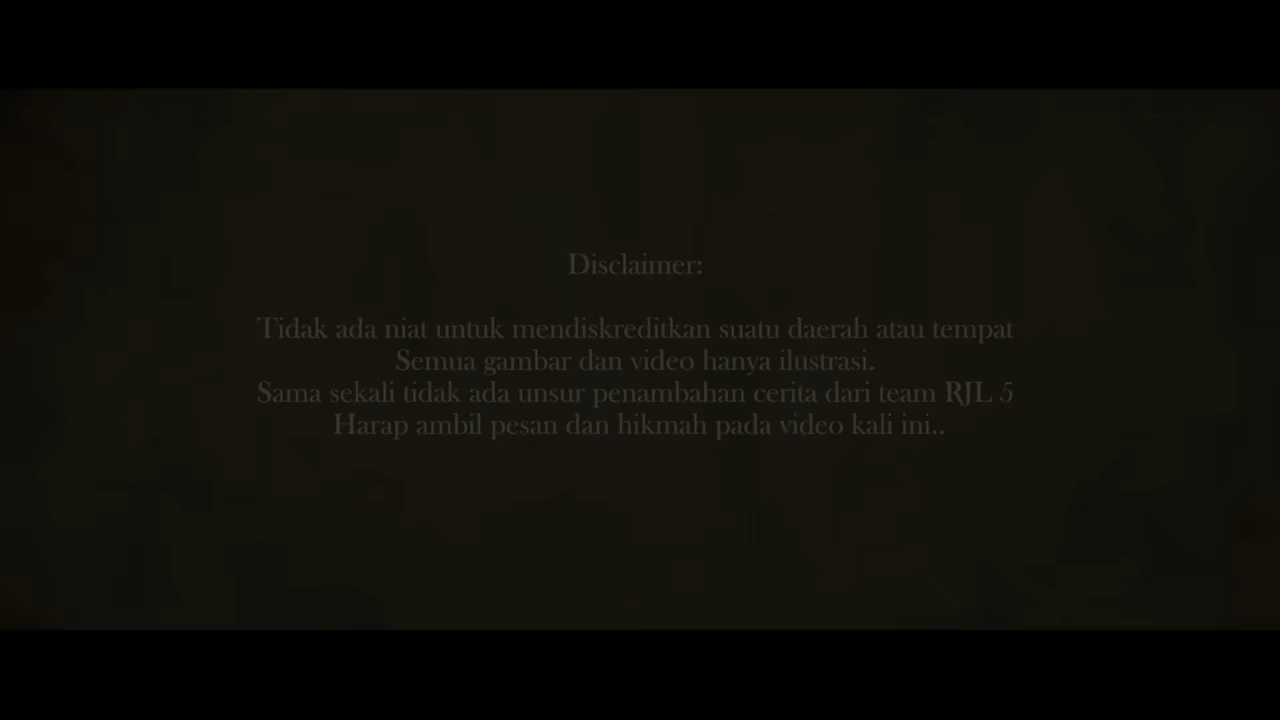 Disclaimer:
Tidak ada niat untuk mendiskreditkan suatu daerah atau tempat
Semua gambar dan video hanya ilustrasi.
Sama sekali tidak ada unsur penambahan cerita dari team RJL 5
Harap ambil pesan dan hikmah pada video kali ini..